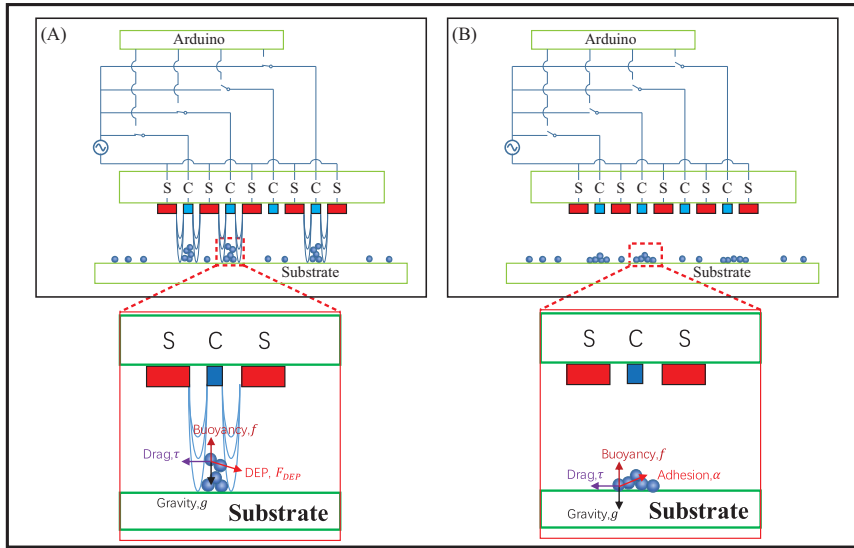 (A)
Arduino
S C S C S C S C S
Substrate
(B)
Arduino
S C S C S C S C S
Substrate
S C S
Buoyancy,f
Drag,τ
DEP, F_DEP
Gravity,g
Substrate
S C S
Buoyancy,f
Drag,τ
Adhesion,α
Gravity,g
Substrate